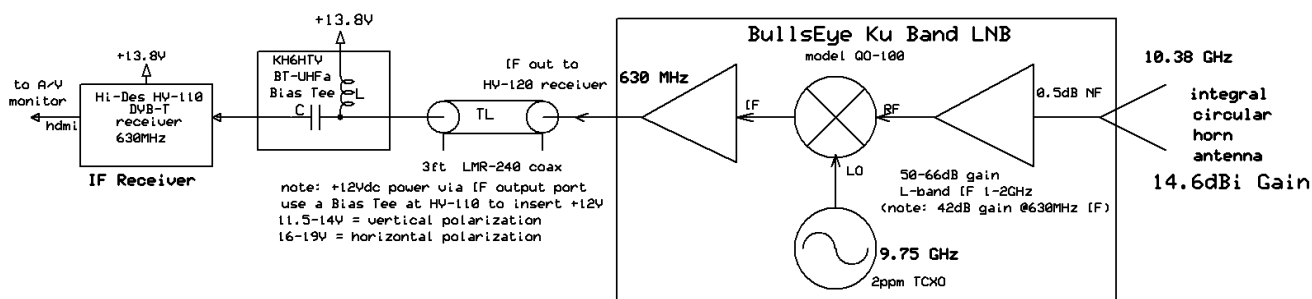 +13.8V
to A/V
monitor
hdmi
Hi-Des HV-110
DVB-T
receiver
630MHz
IF Receiver
+13.8V
KH6HTV
BT-UHFa
Bias Tee
L
C
IF out to
HV-120 receiver
TL
3ft LMR-240 coax
note: +12Vdc power via IF output port
use a Bias Tee at HV-110 to insert +12V
11.5-14V = vertical polarization
16-19V = horizontal polarization
BullsEye Ku Band LNB
model QO-100
630 MHz
IF
RF
LO
0.5dB NF
50-66dB gain
L-band IF 1-2GHz
(note: 42dB gain @630MHz IF)
9.75 GHz
2ppm TCXO
10.38 GHz
integral
circular
horn
antenna
14.6dBi Gain